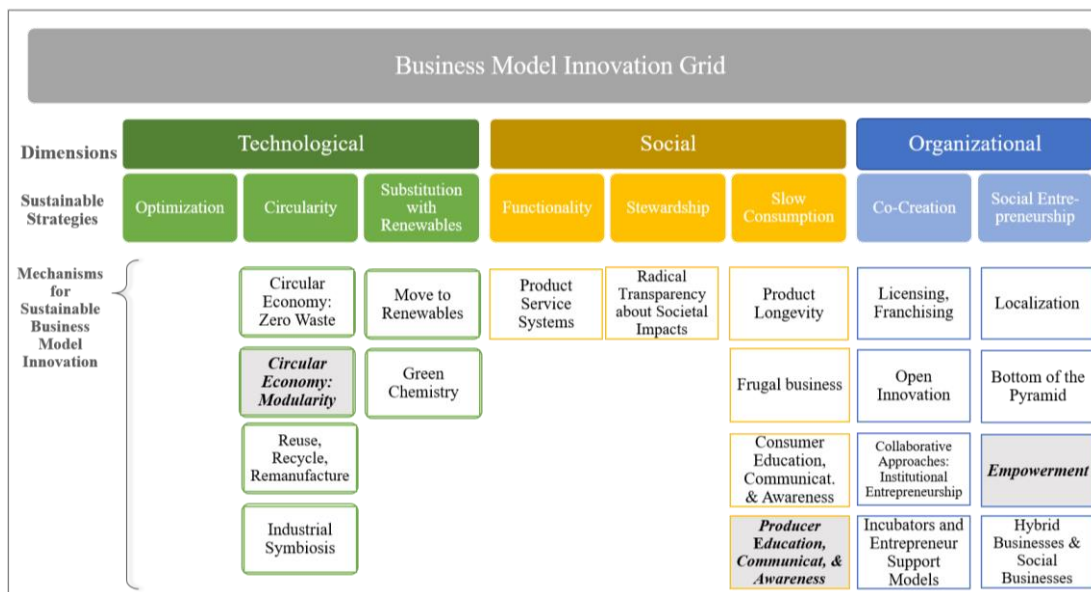 Business Model Innovation Grid
Dimensions
Technological
Social
Organizational
Sustainable
Strategies
Optimization
Circularity
Substitution
with
Renewables
Functionality
Stewardship
Slow
Consumption
Co-Creation
Social Entre-
preneurship
Mechanisms
for
Sustainable
Business
Model
Innovation
Circular
Economy:
Zero Waste
Move to
Renewables
Product
Service
Systems
Radical
Transparency
about Societal
Impacts
Product
Longevity
Licensing,
Franchising
Localization
Circular
Economy:
Modularity
Green
Chemistry
Frugal business
Open
Innovation
Bottom of the
Pyramid
Reuse,
Recycle,
Remanufacture
Consumer
Education,
Communicat.
& Awareness
Collaborative
Approaches:
Institutional
Entrepreneurship
Empowerment
Industrial
Symbiosis
Producer
Education,
Communicat, &
Awareness
Incubators and
Entrepreneur
Support
Models
Hybrid
Businesses &
Social
Businesses